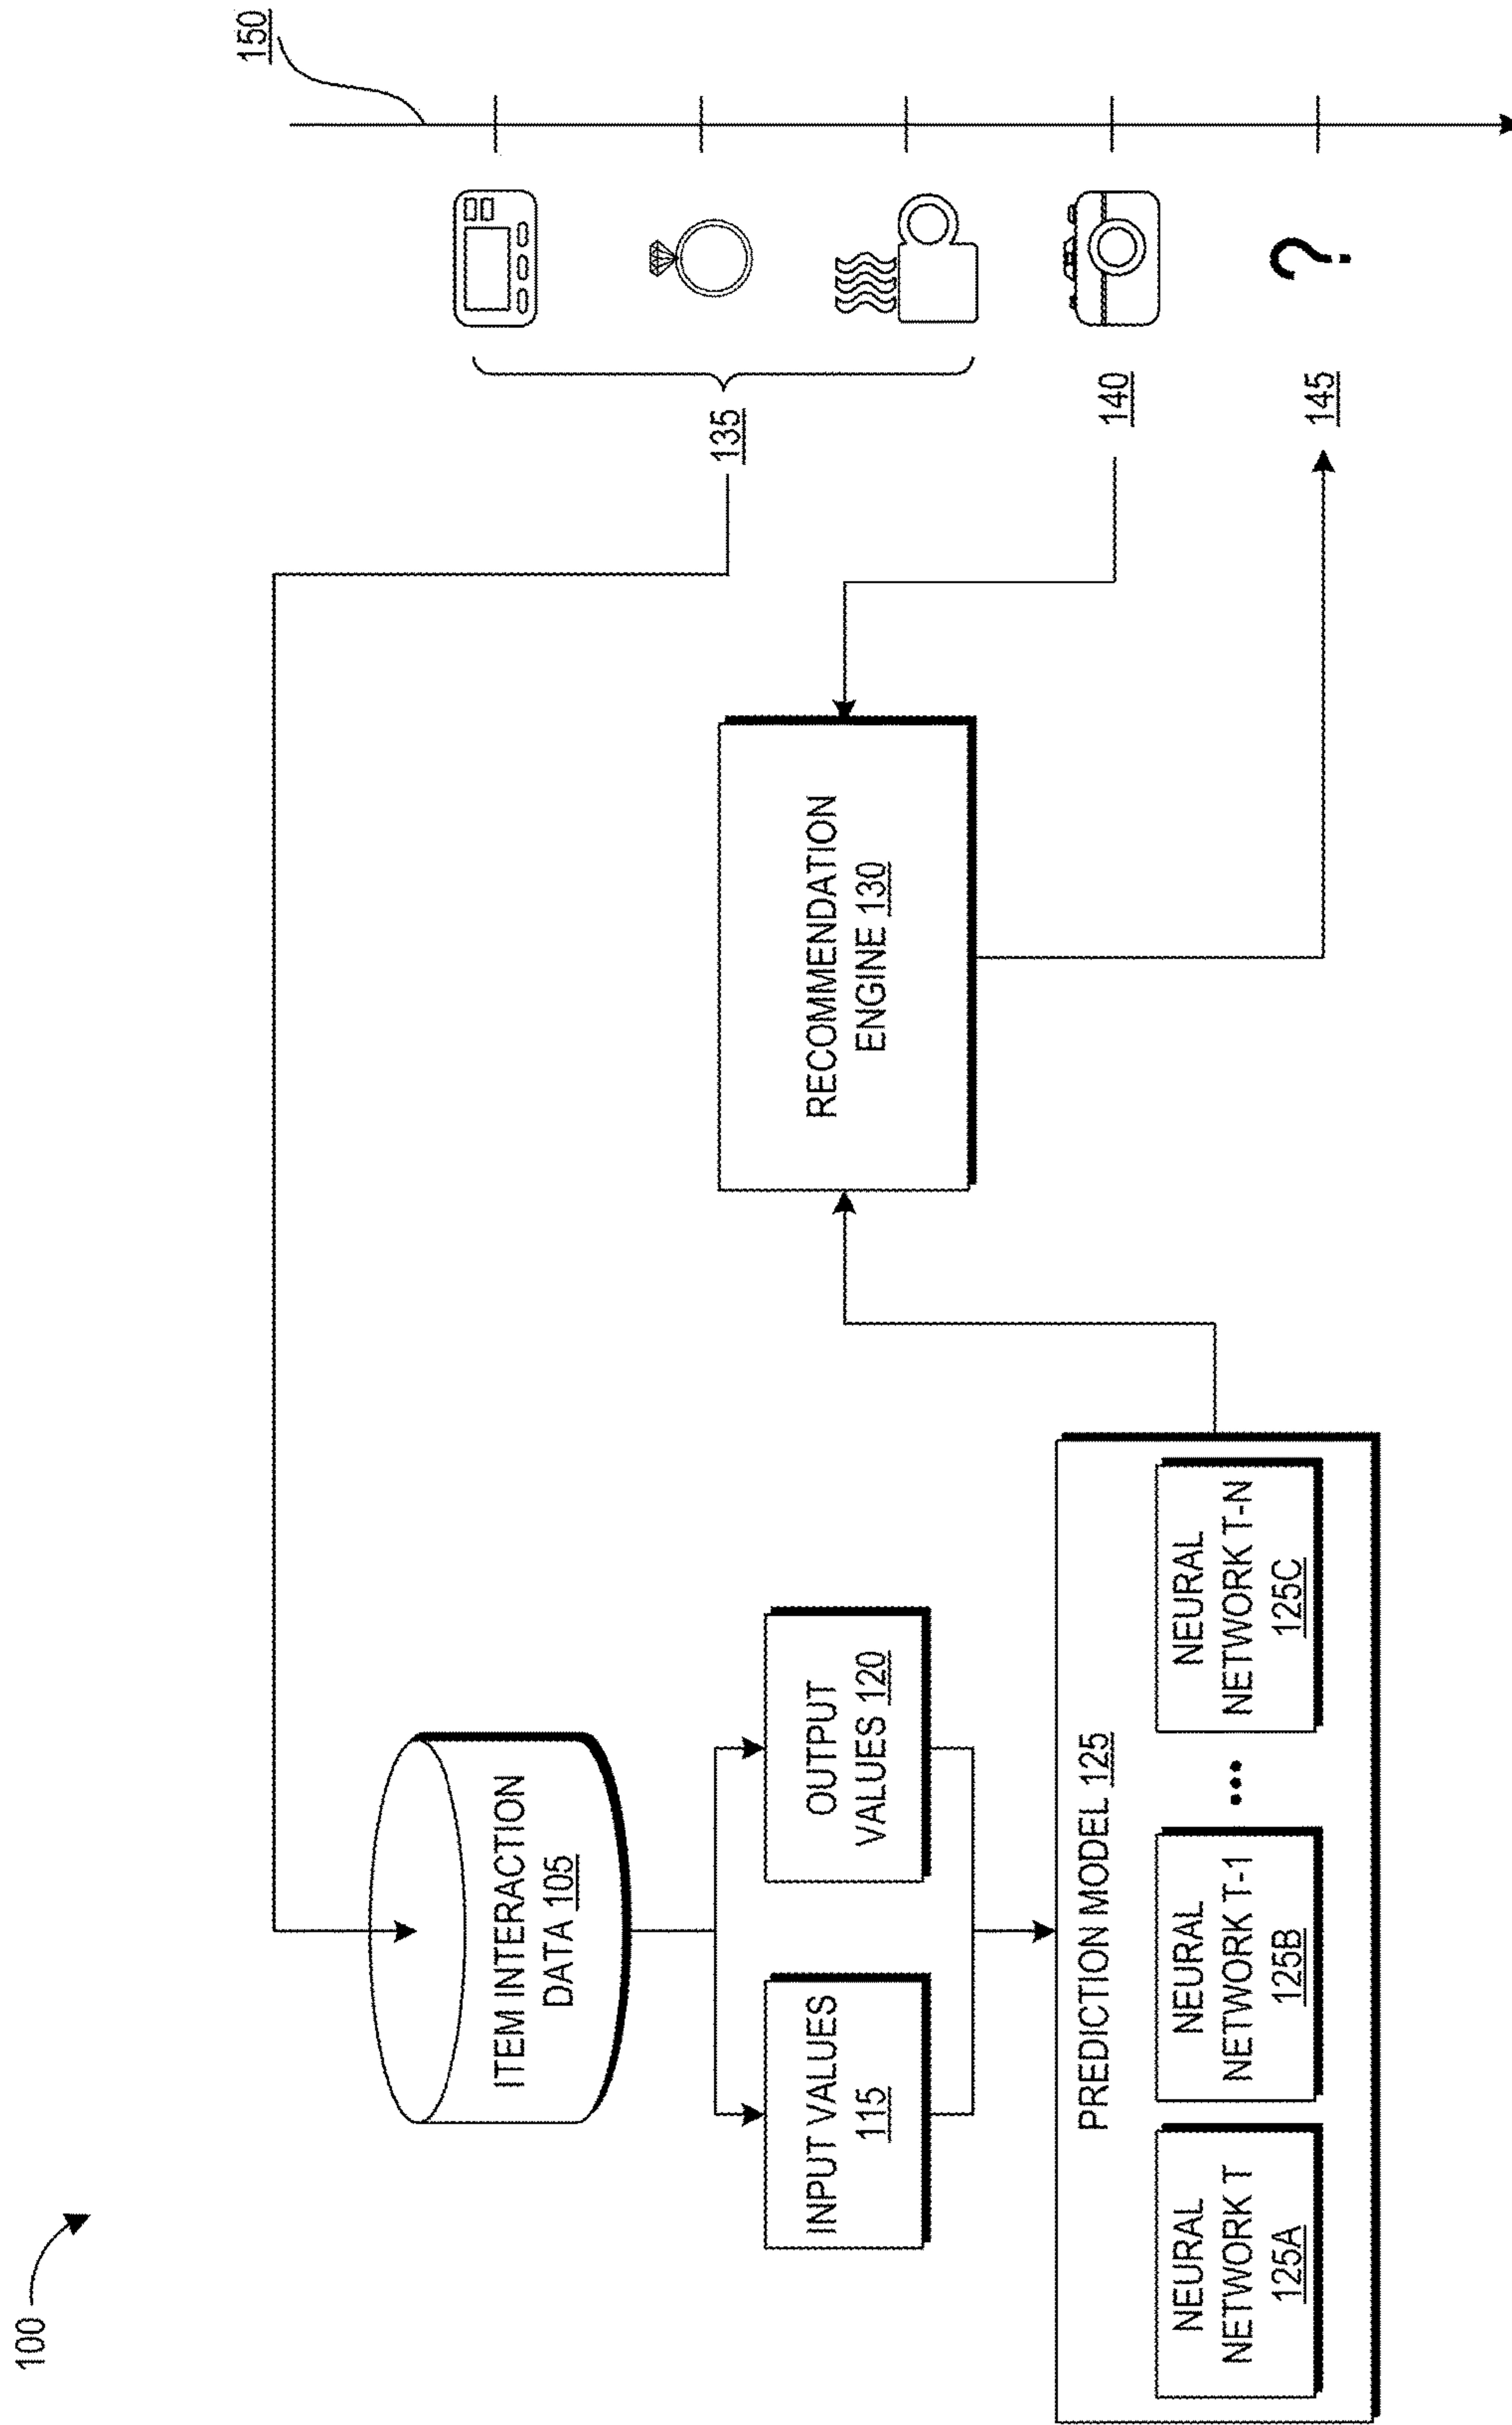 100
ITEM INTERACTION
DATA 105
INPUT VALUES
115
OUTPUT
VALUES 120
PREDICTION MODEL 125
NEURAL
NETWORK T
125A
NEURAL
NETWORK T-1
125B
•••
NEURAL
NETWORK T-N
125C
RECOMMENDATION
ENGINE 130
135
140
145
?
150